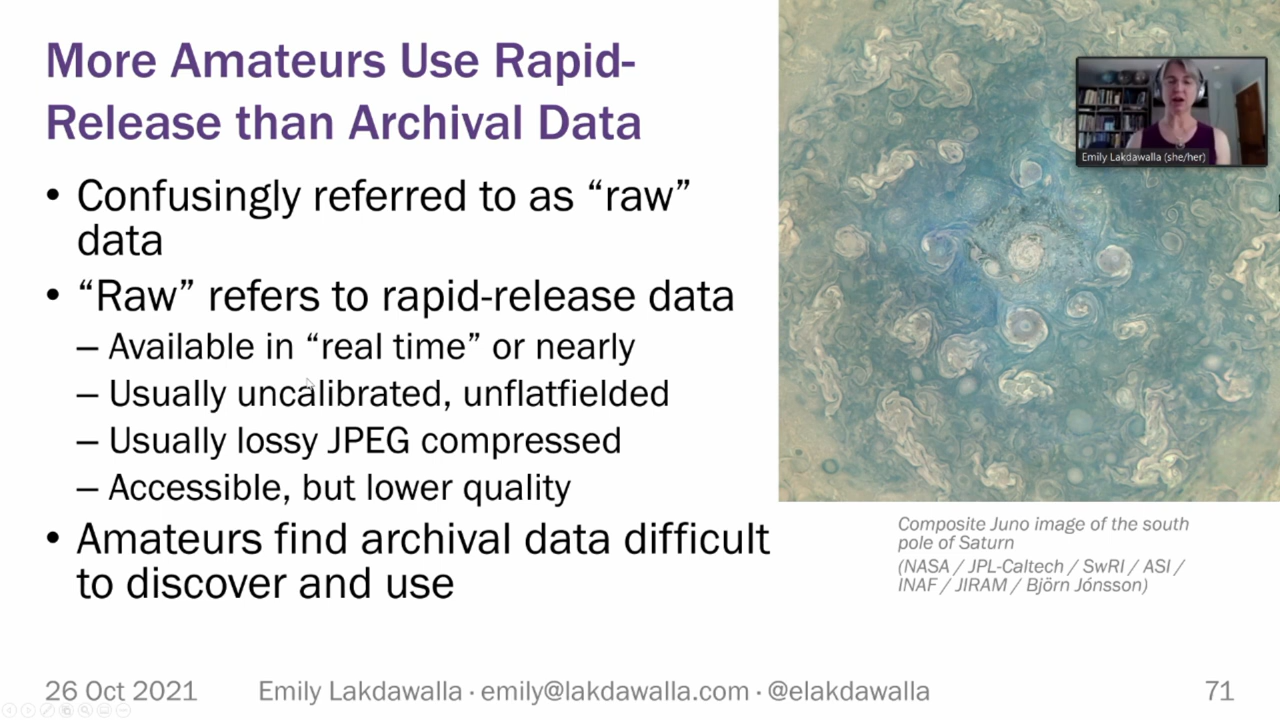 More Amateurs Use Rapid-
Release than Archival Data
• Confusingly referred to as “raw”
data
• “Raw” refers to rapid-release data
– Available in “real time” or nearly
– Usually uncalibrated, unflatfielded
– Usually lossy JPEG compressed
– Accessible, but lower quality
• Amateurs find archival data difficult
to discover and use
Emily Lakdawalla (she/her)
Composite Juno image of the south
pole of Saturn
(NASA / JPL-Caltech / SwRI / ASI /
INAF / JIRAM / Björn Jónsson)
26 Oct 2021 Emily Lakdawalla · emily@lakdawalla.com · @elakdawalla 71